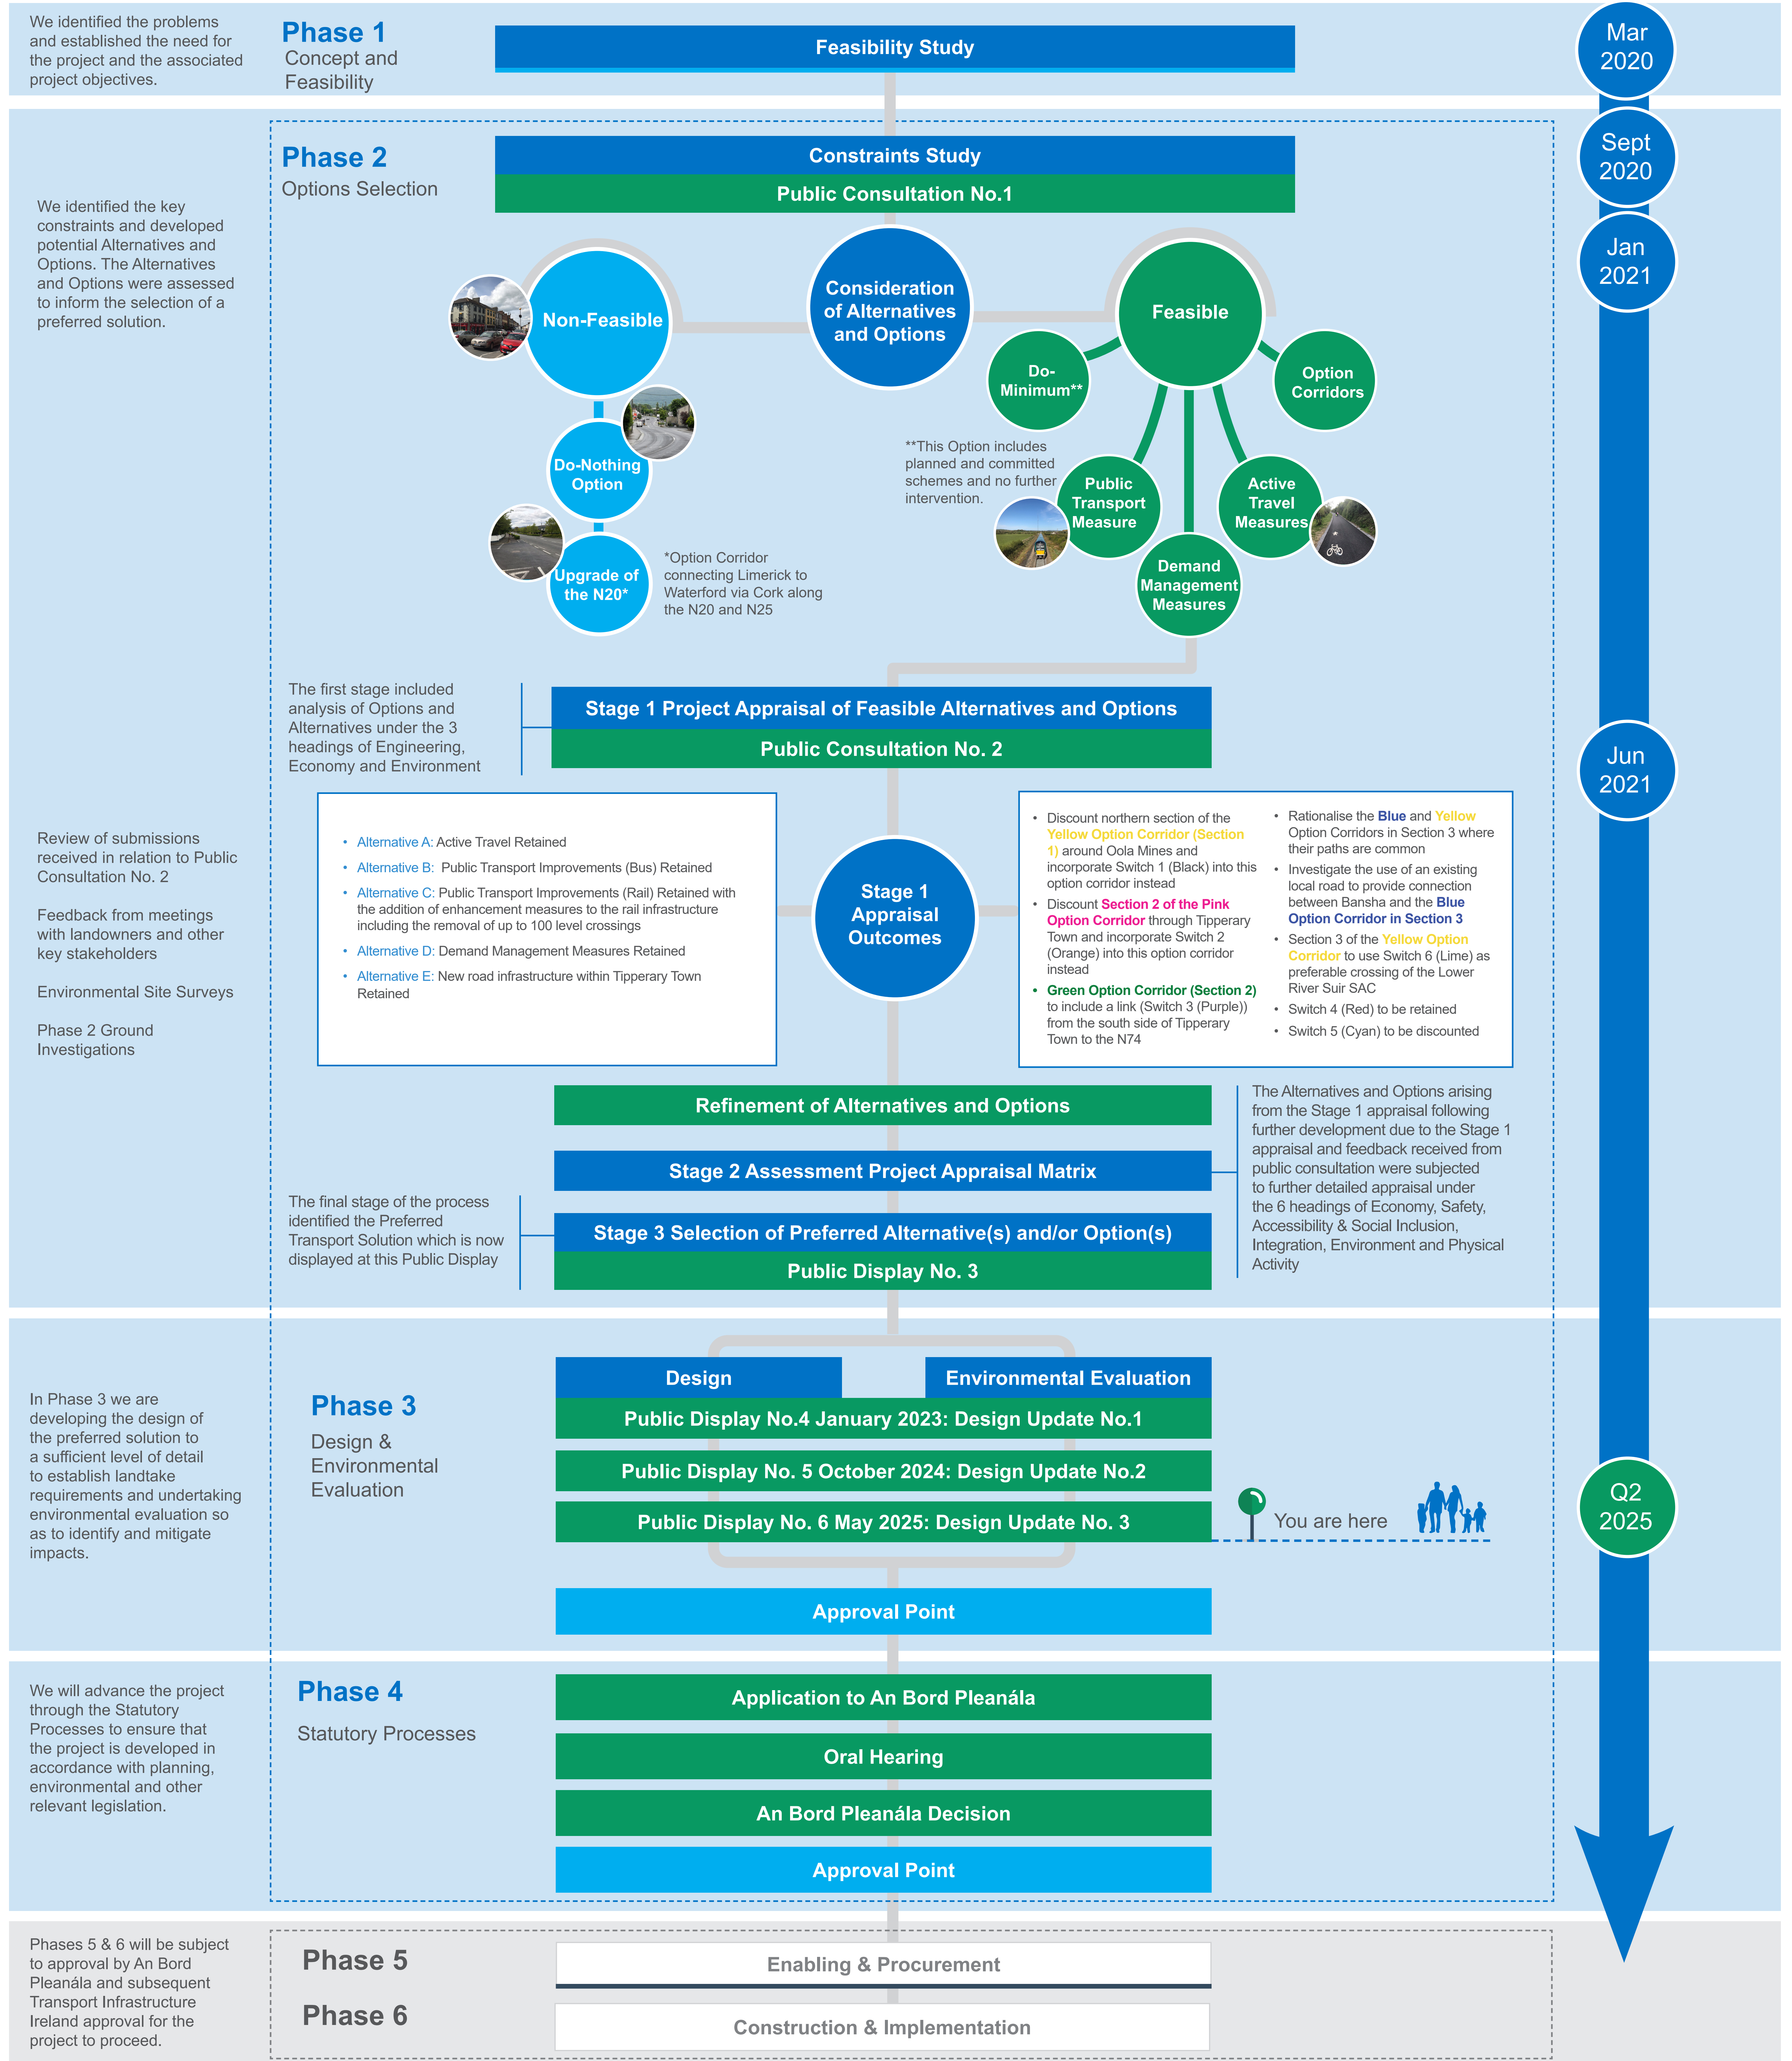 We identified the problems
and established the need for
the project and the associated
project objectives.
Phase 1
Concept and
Feasibility
Feasibility Study
Mar
2020
Phase 2
Options Selection
Constraints Study
Public Consultation No.1
Sept
2020
We identified the key
constraints and developed
potential Alternatives and
Options. The Alternatives
and Options were assessed
to inform the selection of a
preferred solution.
Jan
2021
Non-Feasible
Consideration
of Alternatives
and Options
Feasible
Do-Nothing
Option
Upgrade of
the N20*
*Option Corridor
connecting Limerick to
Waterford via Cork along
the N20 and N25
Do-
Minimum**
Option
Corridors
**This Option includes
planned and committed
schemes and no further
intervention.
Public
Transport
Measure
Active
Travel
Measures
Demand
Management
Measures
The first stage included
analysis of Options and
Alternatives under the 3
headings of Engineering,
Economy and Environment
Stage 1 Project Appraisal of Feasible Alternatives and Options
Public Consultation No. 2
Jun
2021
Review of submissions
received in relation to Public
Consultation No. 2
Feedback from meetings
with landowners and other
key stakeholders
Environmental Site Surveys
Phase 2 Ground
Investigations
• Alternative A: Active Travel Retained
• Alternative B: Public Transport Improvements (Bus) Retained
• Alternative C: Public Transport Improvements (Rail) Retained with
the addition of enhancement measures to the rail infrastructure
including the removal of up to 100 level crossings
• Alternative D: Demand Management Measures Retained
• Alternative E: New road infrastructure within Tipperary Town
Retained
Stage 1
Appraisal
Outcomes
• Discount northern section of the
Yellow Option Corridor (Section
1) around Oola Mines and
incorporate Switch 1 (Black) into this
option corridor instead
• Discount Section 2 of the Pink
Option Corridor through Tipperary
Town and incorporate Switch 2
(Orange) into this option corridor
instead
• Green Option Corridor (Section 2)
to include a link (Switch 3 (Purple))
from the south side of Tipperary
Town to the N74
• Rationalise the Blue and Yellow
Option Corridors in Section 3 where
their paths are common
• Investigate the use of an existing
local road to provide connection
between Bansha and the Blue
Option Corridor in Section 3
• Section 3 of the Yellow Option
Corridor to use Switch 6 (Lime) as
preferable crossing of the Lower
River Suir SAC
• Switch 4 (Red) to be retained
• Switch 5 (Cyan) to be discounted
Refinement of Alternatives and Options
Stage 2 Assessment Project Appraisal Matrix
The Alternatives and Options arising
from the Stage 1 appraisal following
further development due to the Stage 1
appraisal and feedback received from
public consultation were subjected
to further detailed appraisal under
the 6 headings of Economy, Safety,
Accessibility & Social Inclusion,
Integration, Environment and Physical
Activity
The final stage of the process
identified the Preferred
Transport Solution which is now
displayed at this Public Display
Stage 3 Selection of Preferred Alternative(s) and/or Option(s)
Public Display No. 3
In Phase 3 we are
developing the design of
the preferred solution to
a sufficient level of detail
to establish landtake
requirements and undertaking
environmental evaluation so
as to identify and mitigate
impacts.
Phase 3
Design &
Environmental
Evaluation
Design
Environmental Evaluation
Public Display No.4 January 2023: Design Update No.1
Public Display No. 5 October 2024: Design Update No.2
Public Display No. 6 May 2025: Design Update No. 3
You are here
Q2
2025
Approval Point
We will advance the project
through the Statutory
Processes to ensure that
the project is developed in
accordance with planning,
environmental and other
relevant legislation.
Phase 4
Statutory Processes
Application to An Bord Pleanála
Oral Hearing
An Bord Pleanála Decision
Approval Point
Phases 5 & 6 will be subject
to approval by An Bord
Pleanála and subsequent
Transport Infrastructure
Ireland approval for the
project to proceed.
Phase 5
Enabling & Procurement
Phase 6
Construction & Implementation